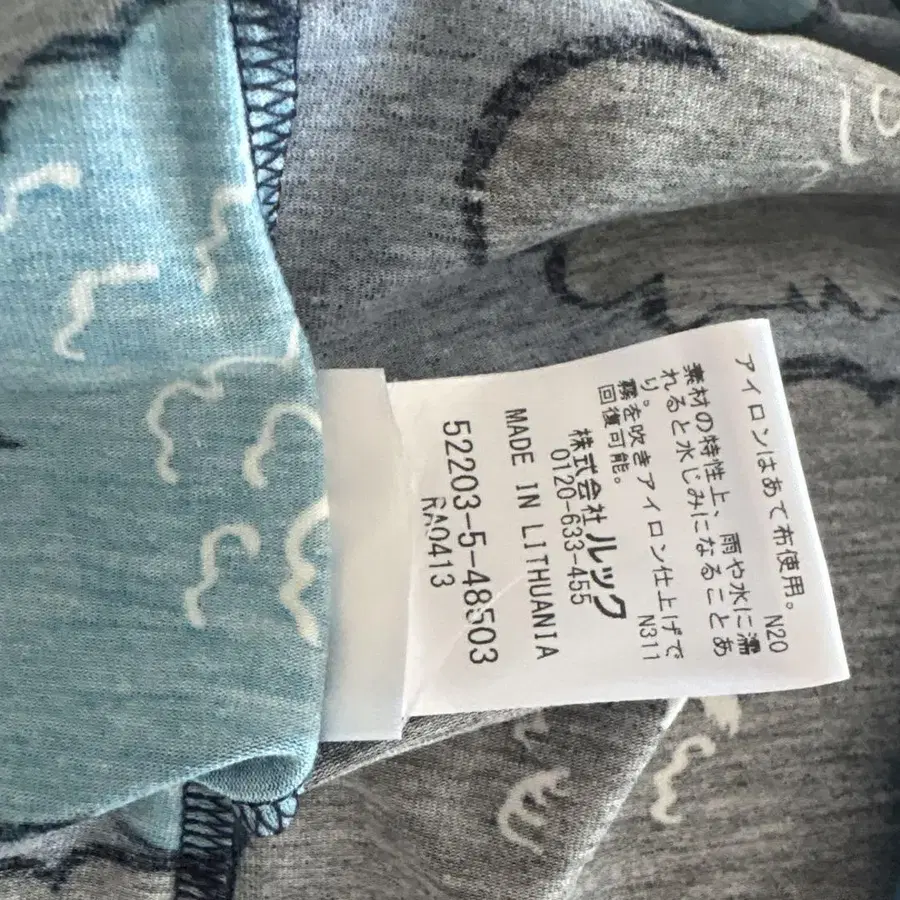 アイロンはあて布使用。
N20
素材の特性上、雨や水に濡
れると水じみになることあ
り。
霧を吹きアイロン仕上げで
回復可能。
N311
株式会社ルック
0120-633-455
MADE IN LITHUANIA
52203-5-48503
RA0413